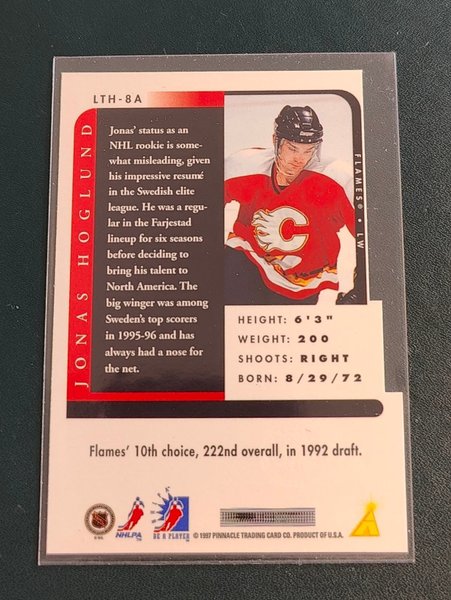 LTH-8A
JONAS HOGLUND
Jonas' status as an
NHL rookie is some-
what misleading, given
his impressive resumé
in the Swedish elite
league. He was a regu-
lar in the Farjestad
lineup for six seasons
before deciding to
bring his talent to
North America. The
big winger was among
Sweden's top scorers
in 1995-96 and has
always had a nose for
the net.
FLAMES® • LW
HEIGHT: 6'3"
WEIGHT: 200
SHOOTS: RIGHT
BORN: 8/29/72
Flames' 10th choice, 222nd overall, in 1992 draft.
NHLPA
BE A PLAYER
© 1997 PINNACLE TRADING CARD CO. PRODUCT OF U.S.A.